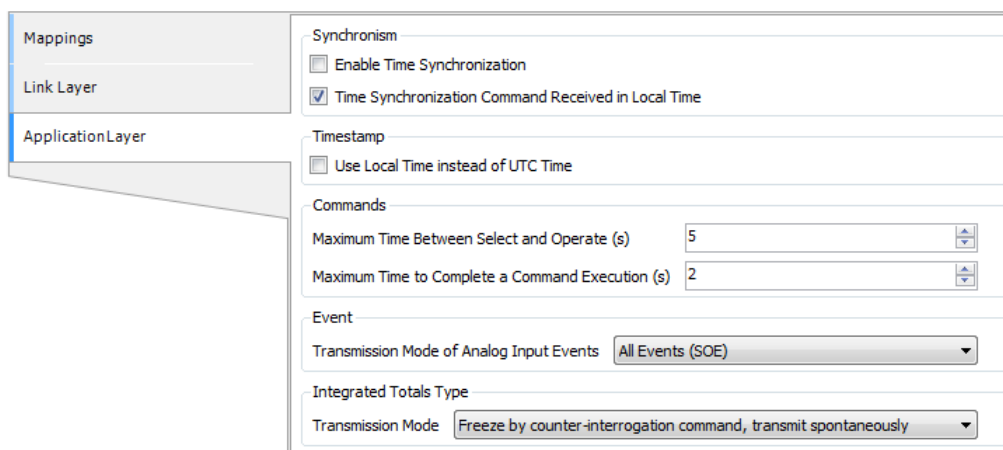 Mappings
Link Layer
ApplicationLayer
Synchronism
Enable Time Synchronization
Time Synchronization Command Received in Local Time
Timestamp
Use Local Time instead of UTC Time
Commands
Maximum Time Between Select and Operate (s) 5
Maximum Time to Complete a Command Execution (s) 2
Event
Transmission Mode of Analog Input Events All Events (SOE)
Integrated Totals Type
Transmission Mode Freeze by counter-interrogation command, transmit spontaneously